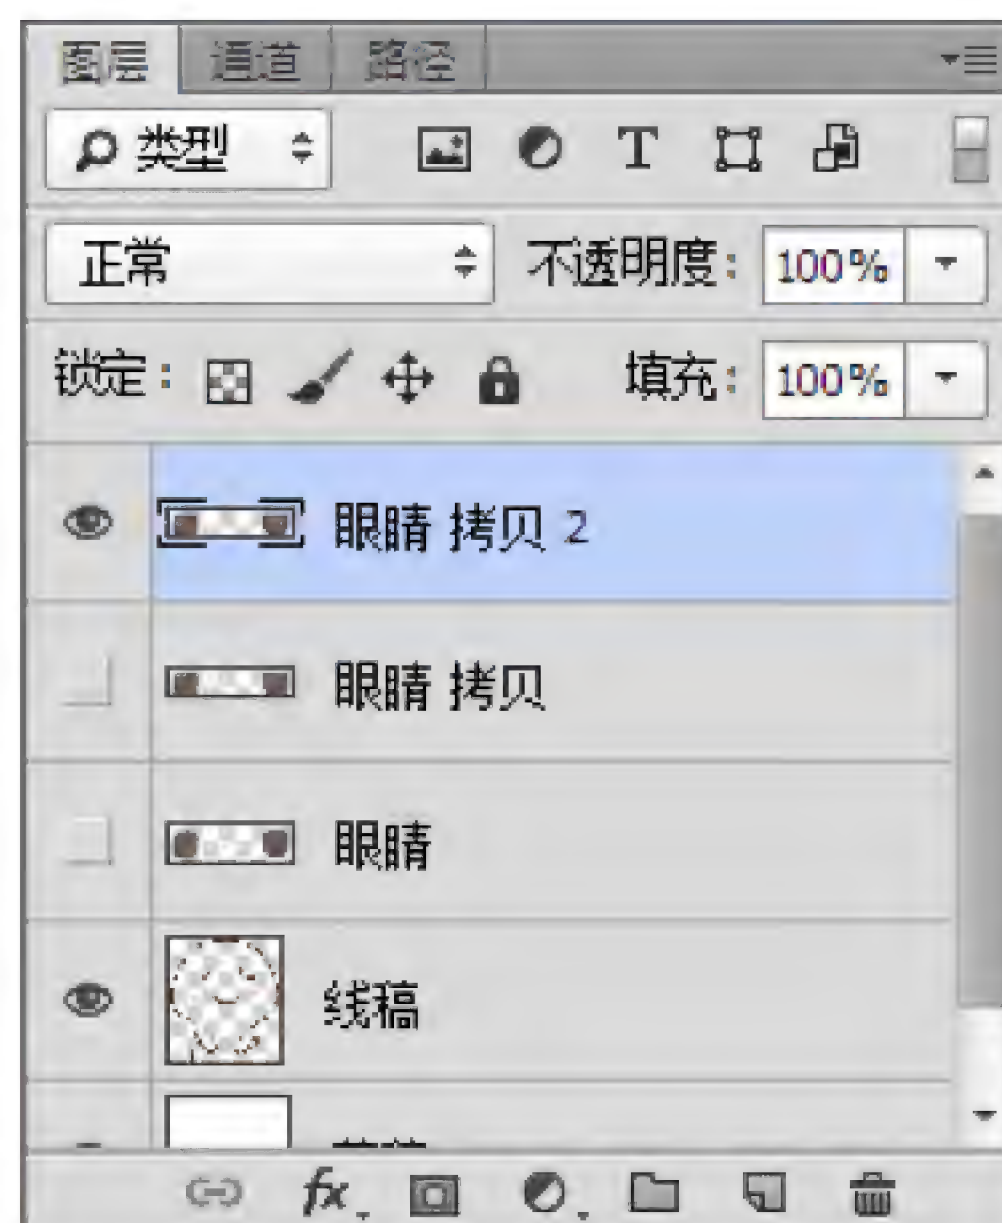 图层 通道 路径
类型 T
正常 不透明度: 100%
锁定: 填充: 100%
眼睛 拷贝 2
眼睛 拷贝
眼睛
线稿
fx